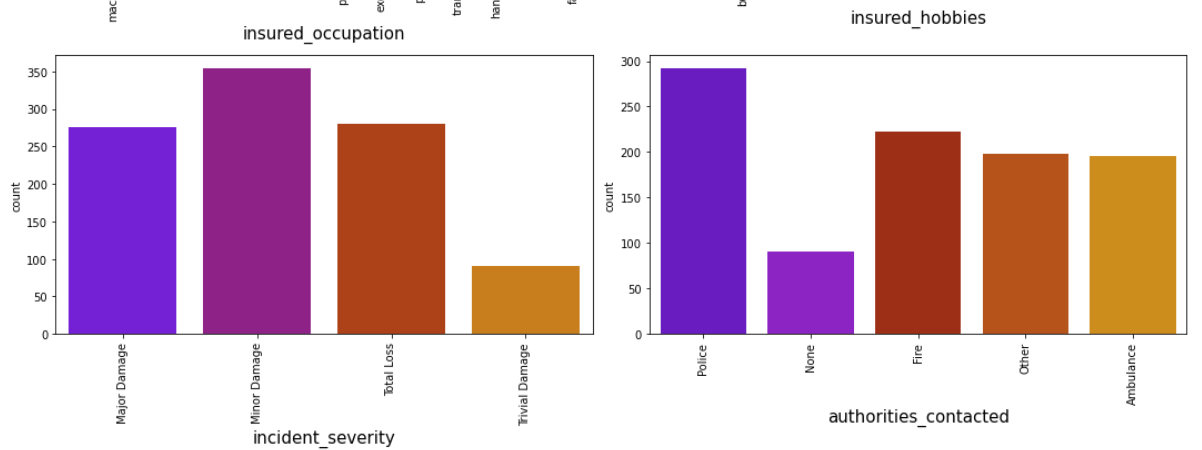 insured_occupation
insured_hobbies
350
300
250
200
150
100
50
0
count
Major Damage
Minor Damage
Total Loss
Trivial Damage
incident_severity
300
250
200
150
100
50
0
count
Police
None
Fire
Other
Ambulance
authorities_contacted